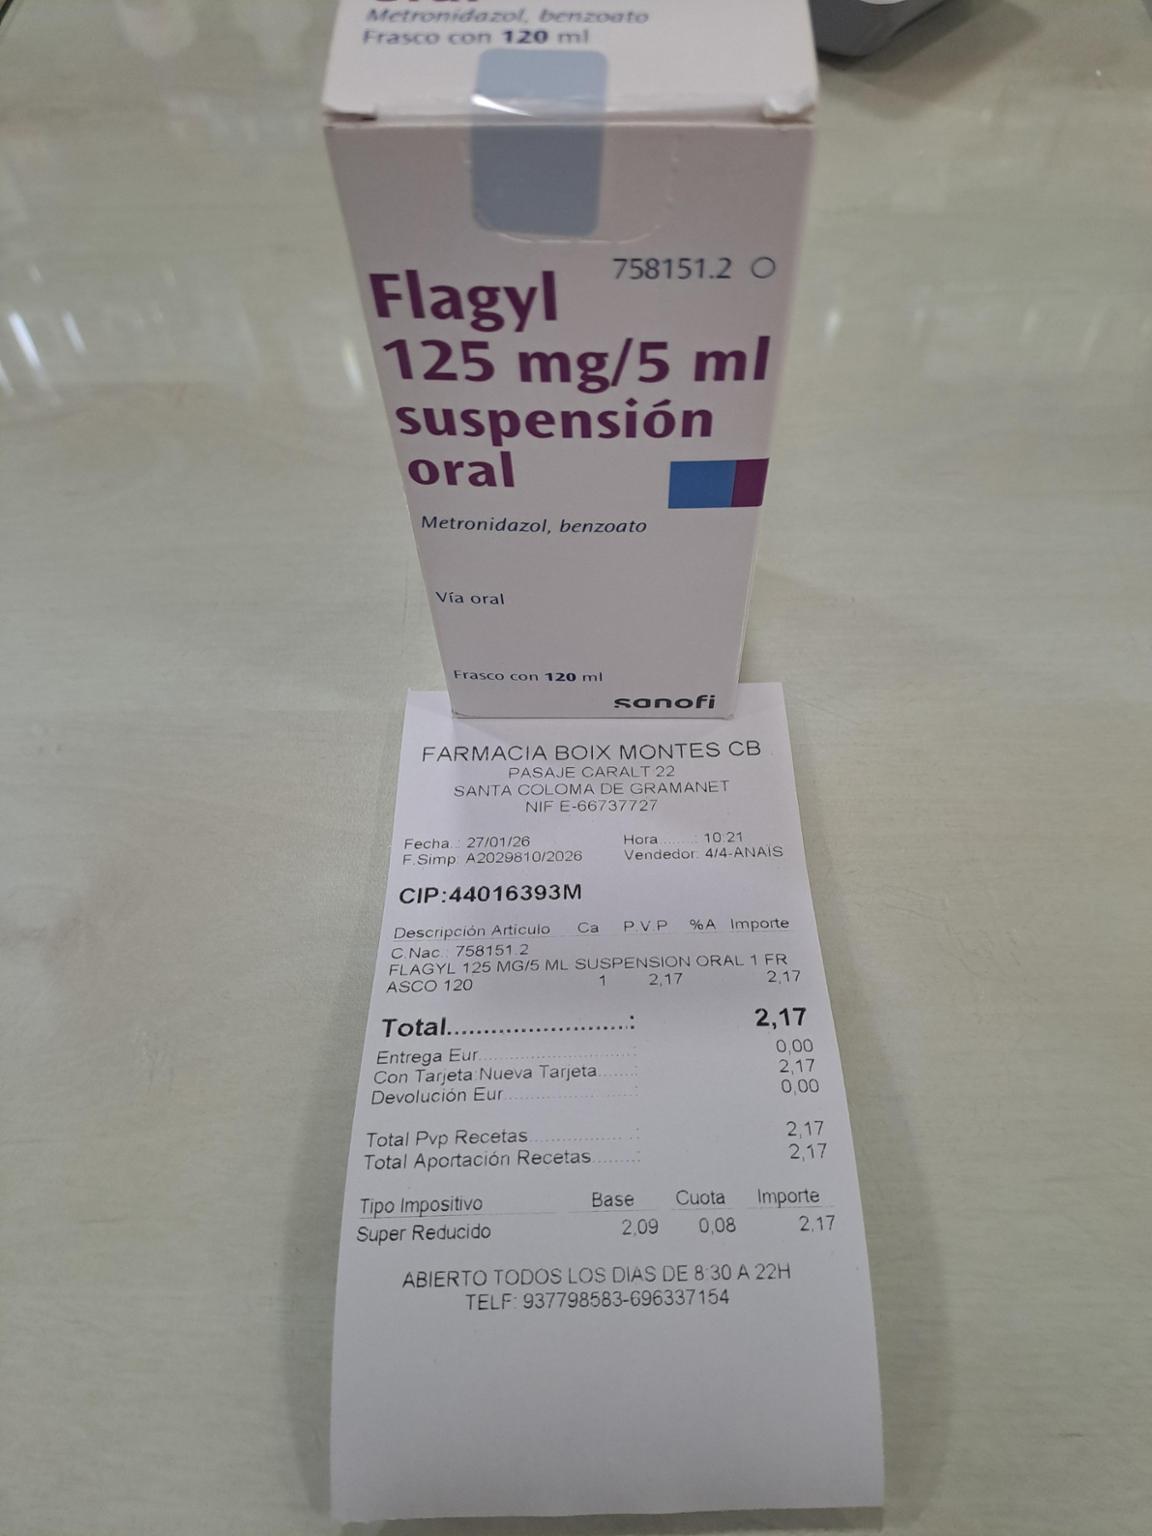 Metronidazol, benzoato
Frasco con 120 ml
758151.2
Flagyl
125 mg/5 ml
suspensión
oral
Metronidazol, benzoato
Vía oral
Frasco con 120 ml
sanofi
FARMACIA BOIX MONTES CB
PASAJE CARALT 22
SANTA COLOMA DE GRAMANET
NIF E-66737727
Fecha.: 27/01/26 Hora.......: 10:21
F.Simp: A2029810/2026 Vendedor: 4/4-ANAÏS
CIP:44016393M
Descripción Artículo Ca P.V.P %A Importe
C.Nac.: 758151.2
FLAGYL 125 MG/5 ML SUSPENSION ORAL 1 FR
ASCO 120 1 2,17 2,17
Total..........................: 2,17
Entrega Eur..........................: 0,00
Con Tarjeta:Nueva Tarjeta.......: 2,17
Devolución Eur......................: 0,00
Total Pvp Recetas..................: 2,17
Total Aportación Recetas........: 2,17
Tipo Impositivo Base Cuota Importe
Super Reducido 2,09 0,08 2,17
ABIERTO TODOS LOS DIAS DE 8:30 A 22H
TELF: 937798583-696337154